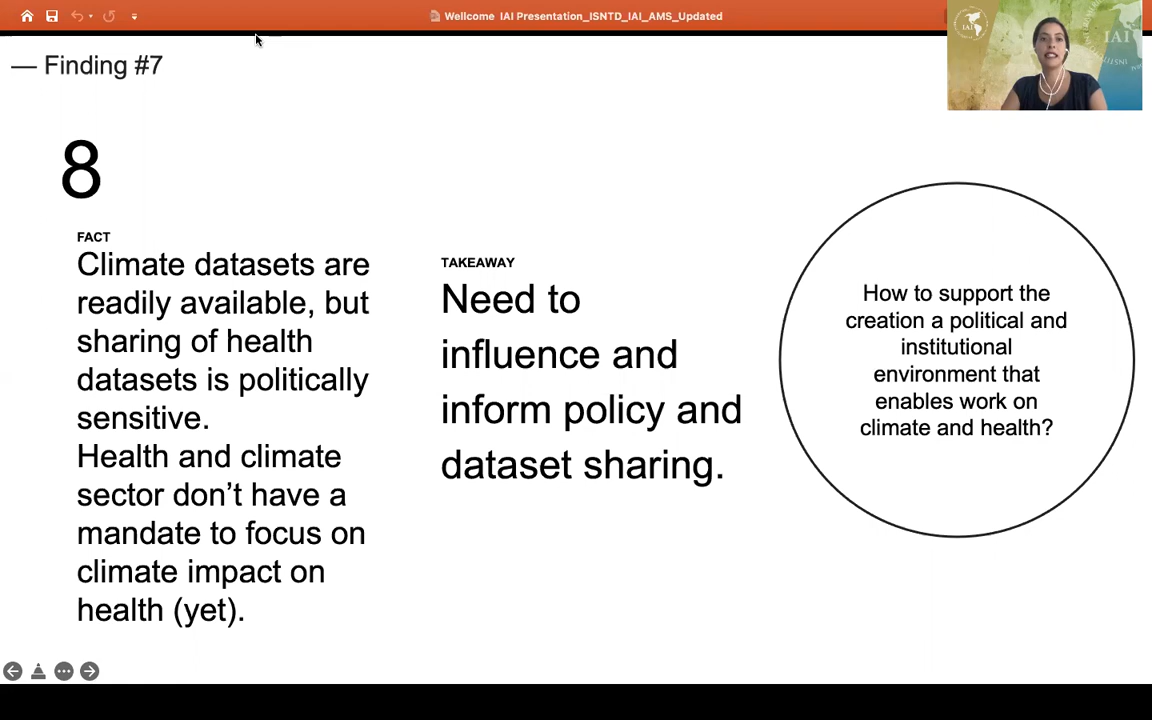 Wellcome IAI Presentation_ISNTD_IAI_AMS_Updated
IAI
— Finding #7
8
FACT
Climate datasets are
readily available, but
sharing of health
datasets is politically
sensitive.
Health and climate
sector don’t have a
mandate to focus on
climate impact on
health (yet).
TAKEAWAY
Need to
influence and
inform policy and
dataset sharing.
How to support the
creation a political and
institutional
environment that
enables work on
climate and health?